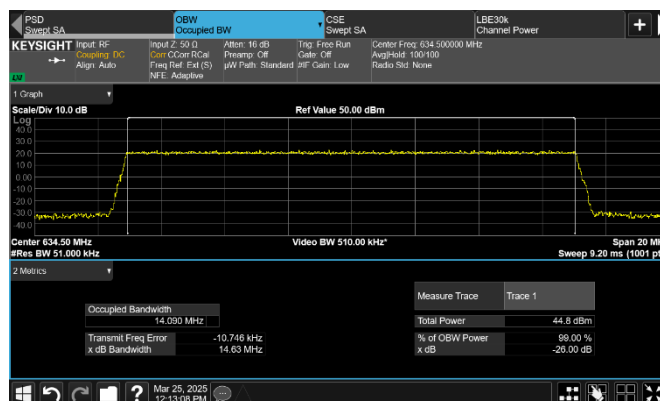 PSD
Swept SA
OBW
Occupied BW
CSE
Swept SA
LBE30k
Channel Power
KEYSIGHT
Input: RF
Coupling: DC
Align: Auto
Input Z: 50 Ω
Corr CCorr RCal
Freq Ref: Ext (S)
NFE: Adaptive
Atten: 16 dB
Preamp: Off
µW Path: Standard
Trig: Free Run
Gate: Off
#IF Gain: Low
Center Freq: 634.500000 MHz
Avg|Hold: 100/100
Radio Std: None
1 Graph
Scale/Div 10.0 dB
Ref Value 50.00 dBm
Log
40.0
30.0
20.0
10.0
0.00
-10.0
-20.0
-30.0
-40.0
Center 634.50 MHz
Video BW 510.00 kHz*
Span 20 MH
#Res BW 51.000 kHz
Sweep 9.20 ms (1001 pt
2 Metrics
Measure Trace
Trace 1
Occupied Bandwidth
14.090 MHz
Total Power
44.8 dBm
Transmit Freq Error
-10.746 kHz
% of OBW Power
99.00 %
x dB Bandwidth
14.63 MHz
x dB
-26.00 dB
Mar 25, 2025
12:13:08 PM